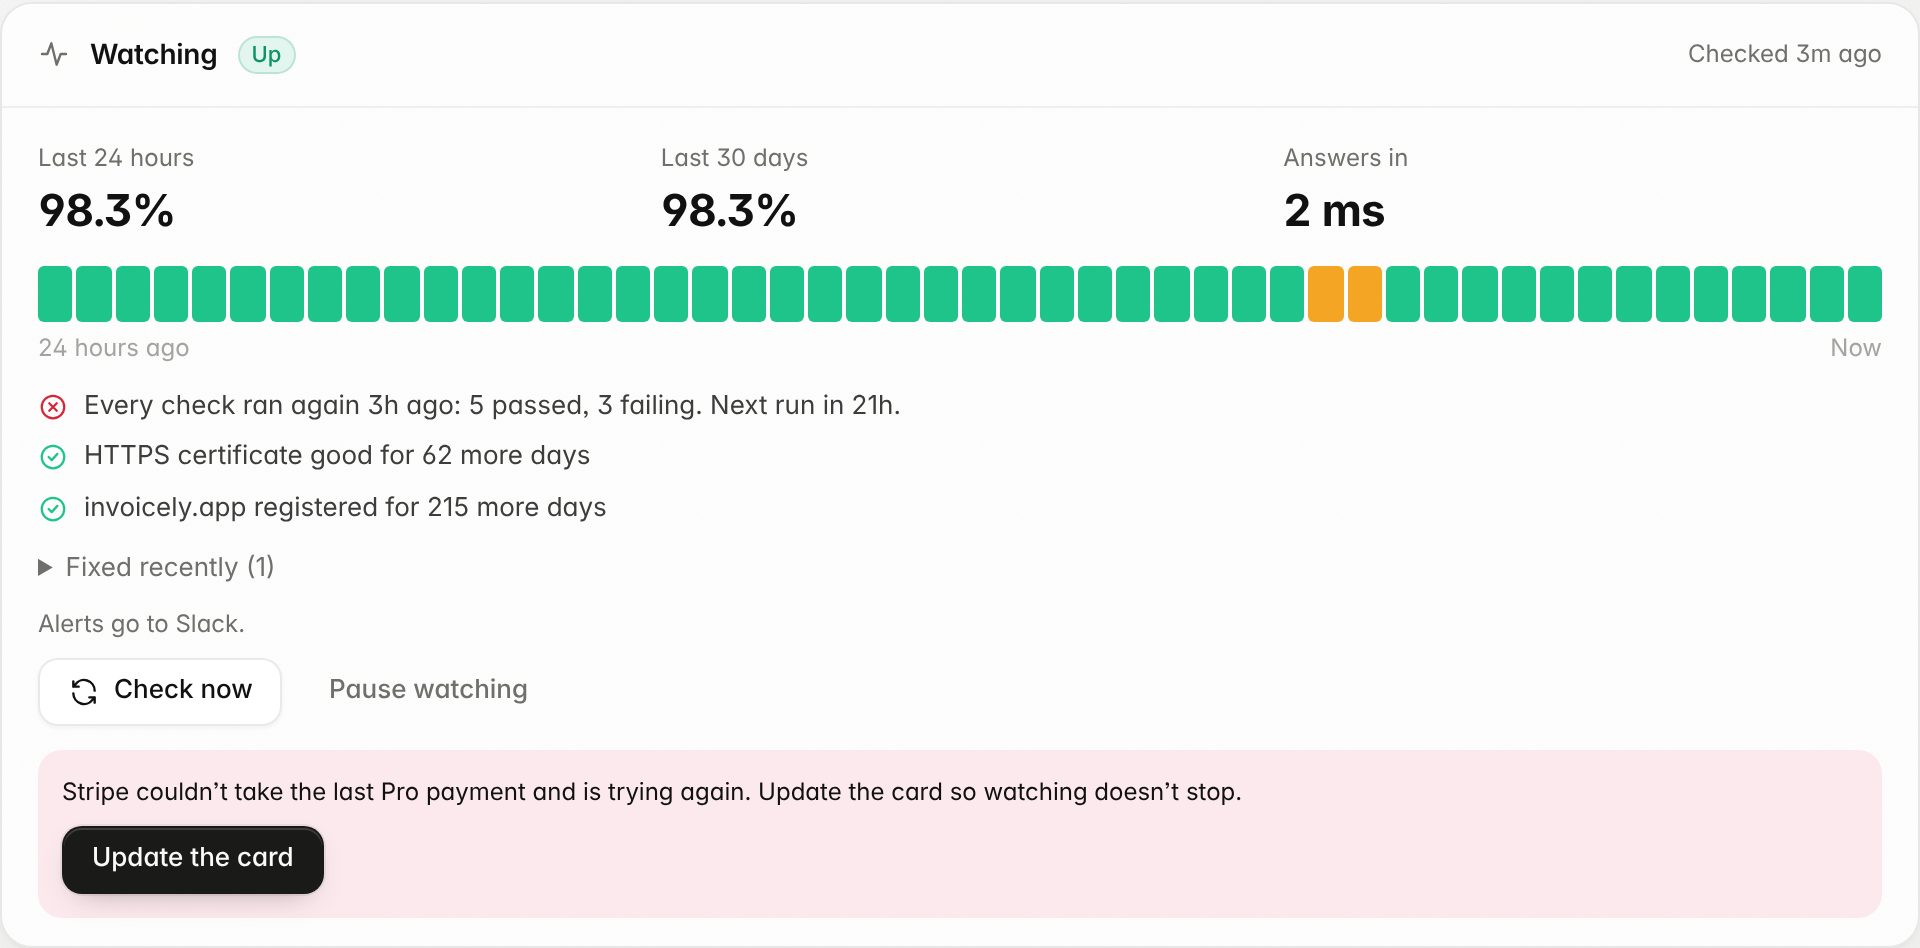 Watching Up Checked 3m ago
Last 24 hours Last 30 days Answers in
98.3% 98.3% 2 ms
24 hours ago Now
Every check ran again 3h ago: 5 passed, 3 failing. Next run in 21h.
HTTPS certificate good for 62 more days
invoicely.app registered for 215 more days
Fixed recently (1)
Alerts go to Slack.
Check now Pause watching
Stripe couldn’t take the last Pro payment and is trying again. Update the card so watching doesn’t stop.
Update the card